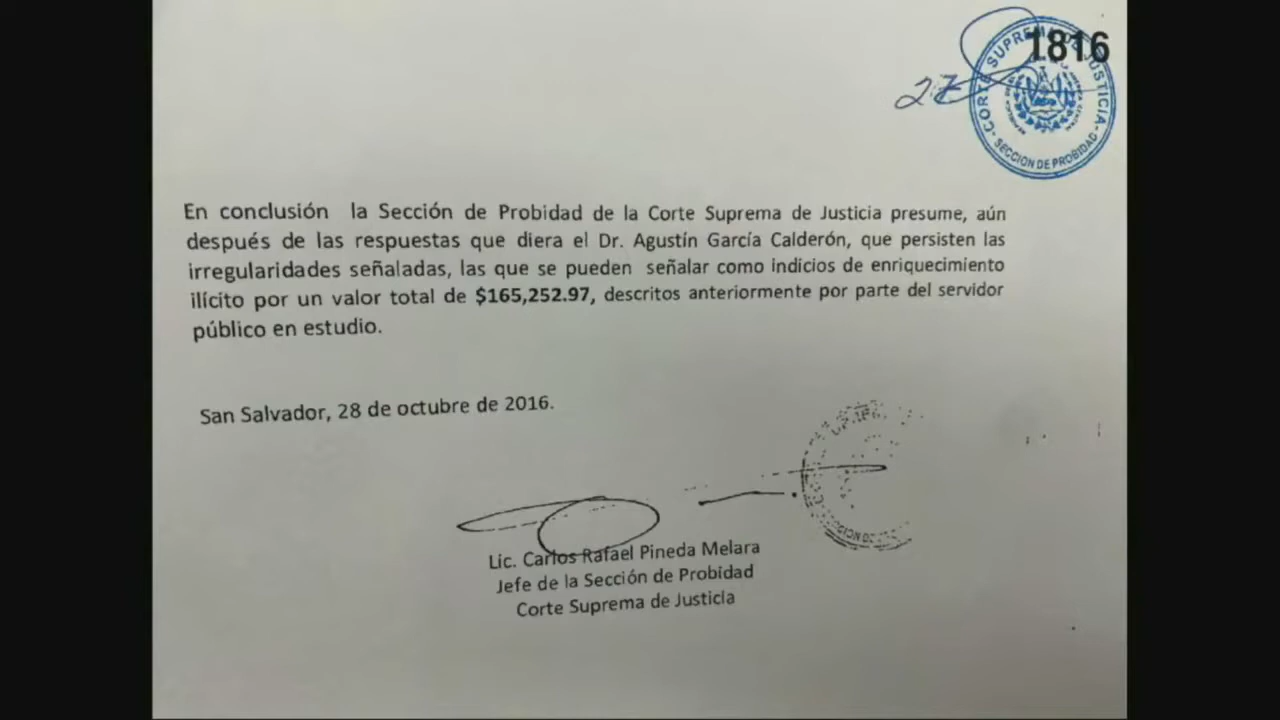 1816
CORTE SUPREMA DE JUSTICIA
SECCION DE PROBIDAD
En conclusión la Sección de Probidad de la Corte Suprema de Justicia presume, aún
después de las respuestas que diera el Dr. Agustín García Calderón, que persisten las
irregularidades señaladas, las que se pueden señalar como indicios de enriquecimiento
ilícito por un valor total de $165,252.97, descritos anteriormente por parte del servidor
público en estudio.
San Salvador, 28 de octubre de 2016.
Lic. Carlos Rafael Pineda Melara
Jefe de la Sección de Probidad
Corte Suprema de Justicia